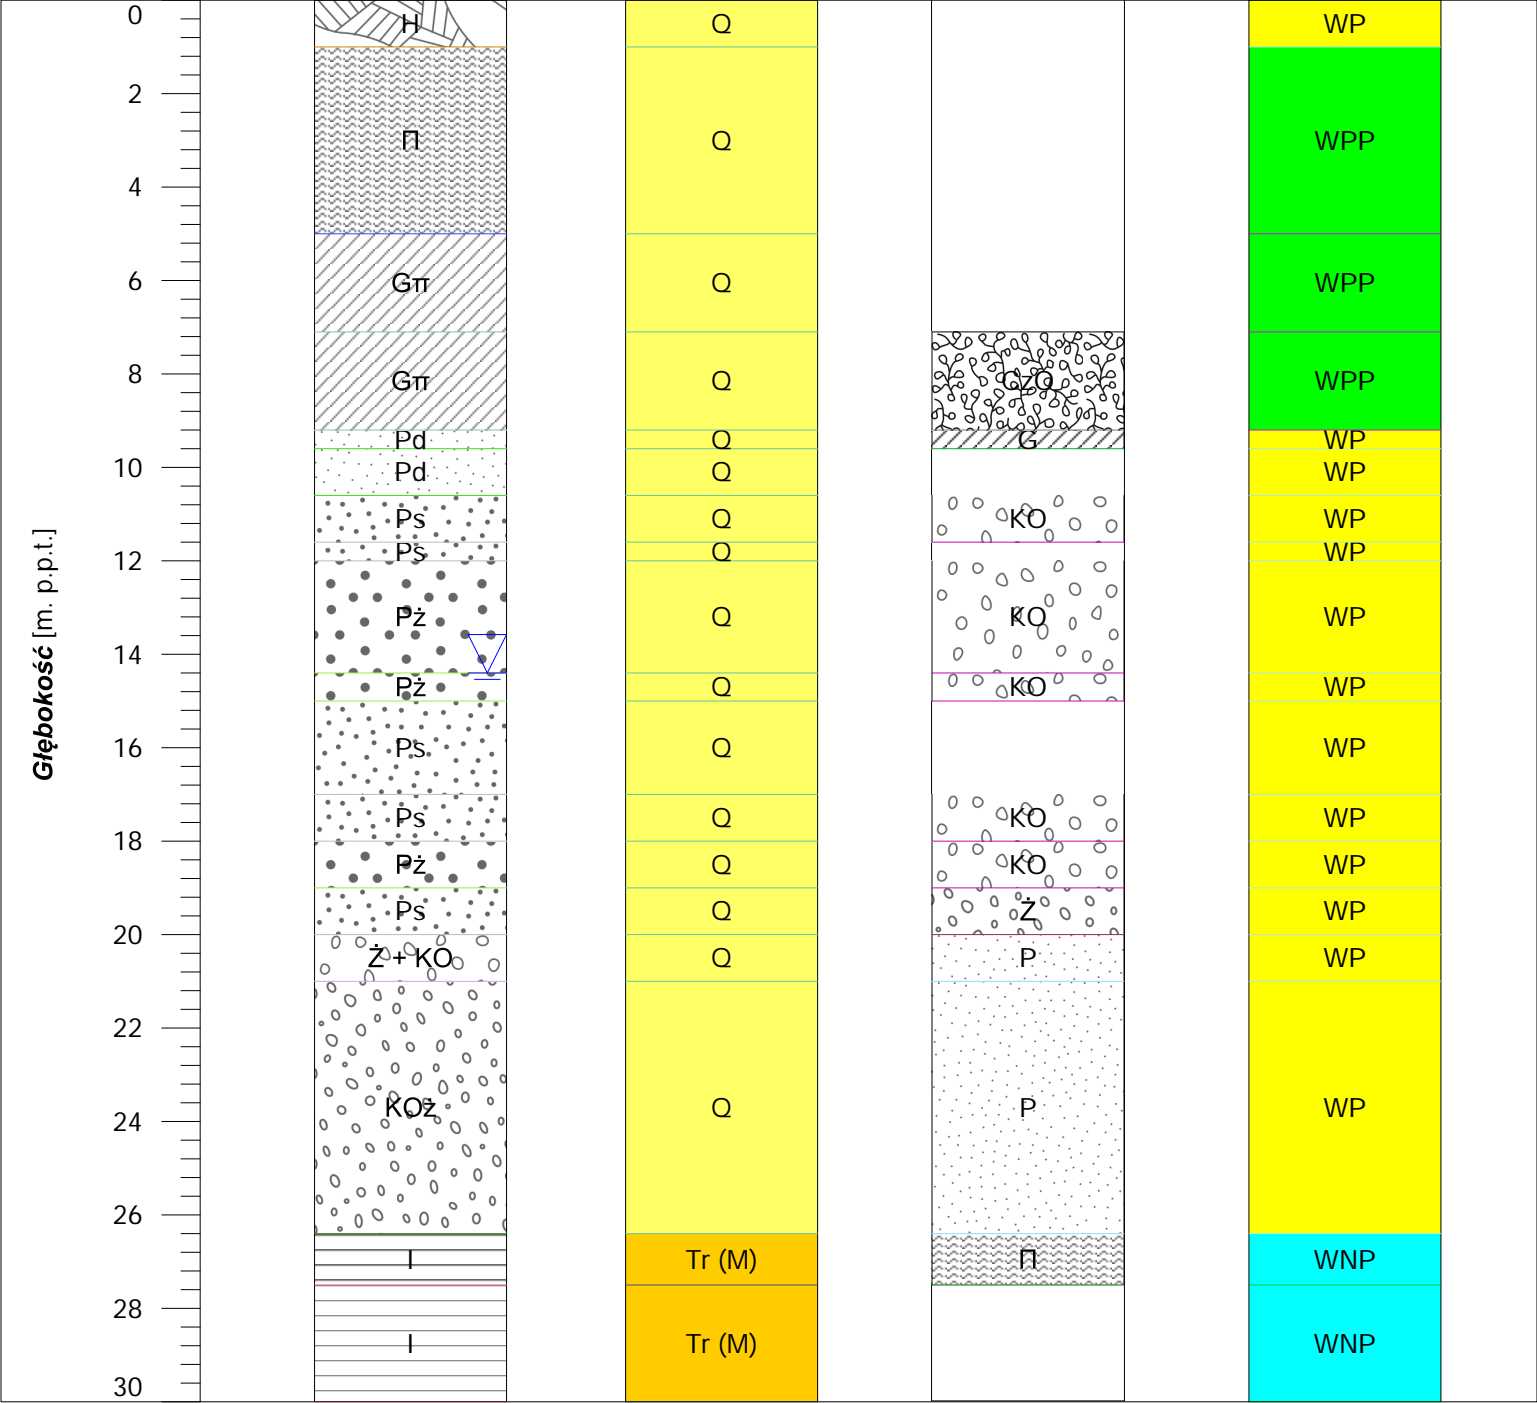 Głębokość [m. p.p.t.]
0
2
4
6
8
10
12
14
16
18
20
22
24
26
28
30
H Q WP
Π Q WPP
Gπ Q WPP
Gπ Q CzO WPP
Pd Q G WP
Pd Q WP
Ps Q KO WP
Ps Q WP
Pż Q KO WP
Pż Q KO WP
Ps Q WP
Ps Q KO WP
Pż Q KO WP
Ps Q Ż WP
Ż + KO Q P WP
KOż Q P WP
I Tr (M) Π WNP
I Tr (M) WNP